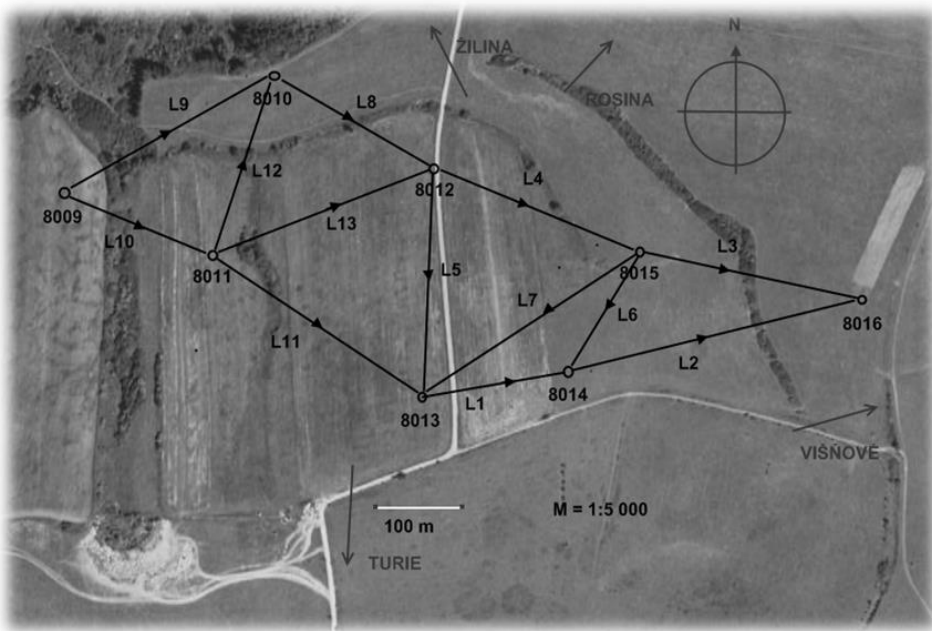 N
ŽILINA
8010
L9
L8
ROSINA
L12
L4
8012
8009
L13
L10
L3
8015
8011
L5
L7
8016
L6
L11
L2
8014
L1
8013
VIŠŇOVÉ
M = 1:5 000
100 m
TURIE